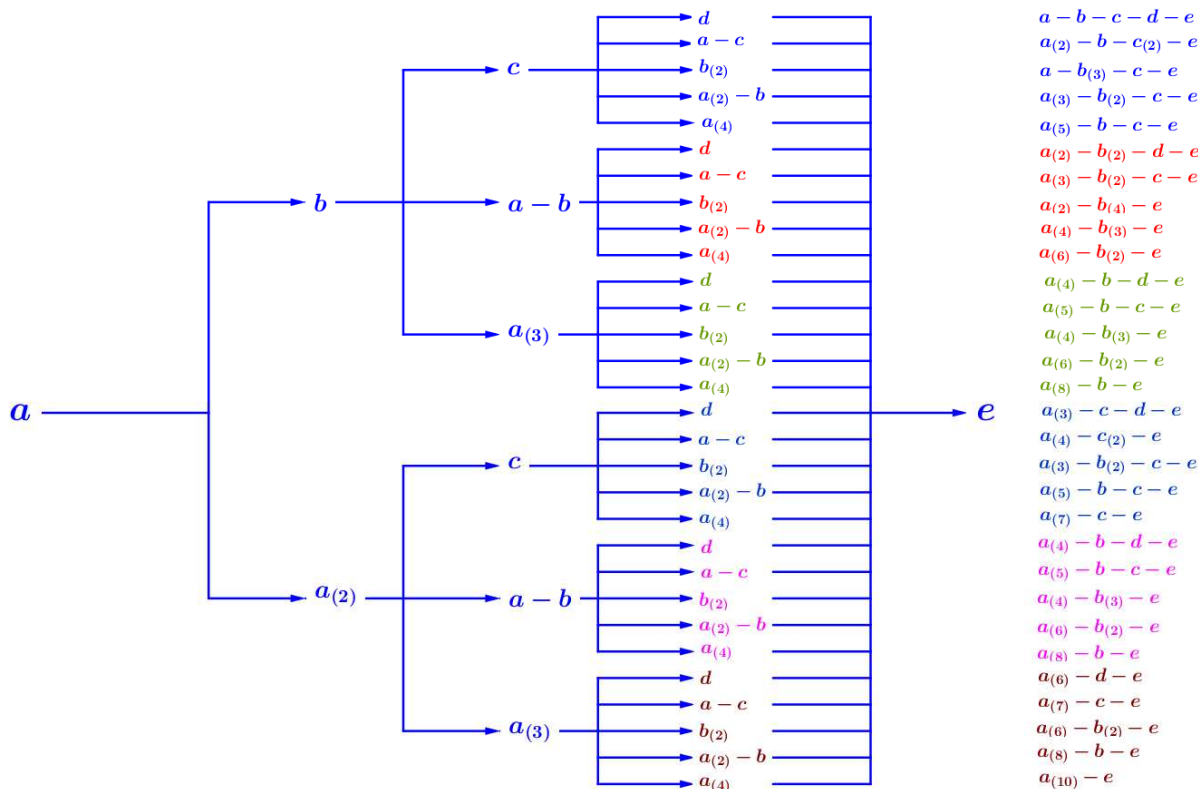 d a − b − c − d − e
a − c a₍₂₎ − b − c₍₂₎ − e
c b₍₂₎ a − b₍₃₎ − c − e
a₍₂₎ − b a₍₃₎ − b₍₂₎ − c − e
a₍₄₎ a₍₅₎ − b − c − e
d a₍₂₎ − b₍₂₎ − d − e
a − c a₍₃₎ − b₍₂₎ − c − e
b a − b b₍₂₎ a₍₂₎ − b₍₄₎ − e
a₍₂₎ − b a₍₄₎ − b₍₃₎ − e
a₍₄₎ a₍₆₎ − b₍₂₎ − e
d a₍₄₎ − b − d − e
a − c a₍₅₎ − b − c − e
a₍₃₎ b₍₂₎ a₍₄₎ − b₍₃₎ − e
a₍₂₎ − b a₍₆₎ − b₍₂₎ − e
a₍₄₎ a₍₈₎ − b − e
a d e a₍₃₎ − c − d − e
a − c a₍₄₎ − c₍₂₎ − e
c b₍₂₎ a₍₃₎ − b₍₂₎ − c − e
a₍₂₎ − b a₍₅₎ − b − c − e
a₍₄₎ a₍₇₎ − c − e
d a₍₄₎ − b − d − e
a − c a₍₅₎ − b − c − e
a₍₂₎ a − b b₍₂₎ a₍₄₎ − b₍₃₎ − e
a₍₂₎ − b a₍₆₎ − b₍₂₎ − e
a₍₄₎ a₍₈₎ − b − e
d a₍₆₎ − d − e
a − c a₍₇₎ − c − e
a₍₃₎ b₍₂₎ a₍₆₎ − b₍₂₎ − e
a₍₂₎ − b a₍₈₎ − b − e
a₍₄₎ a₍₁₀₎ − e